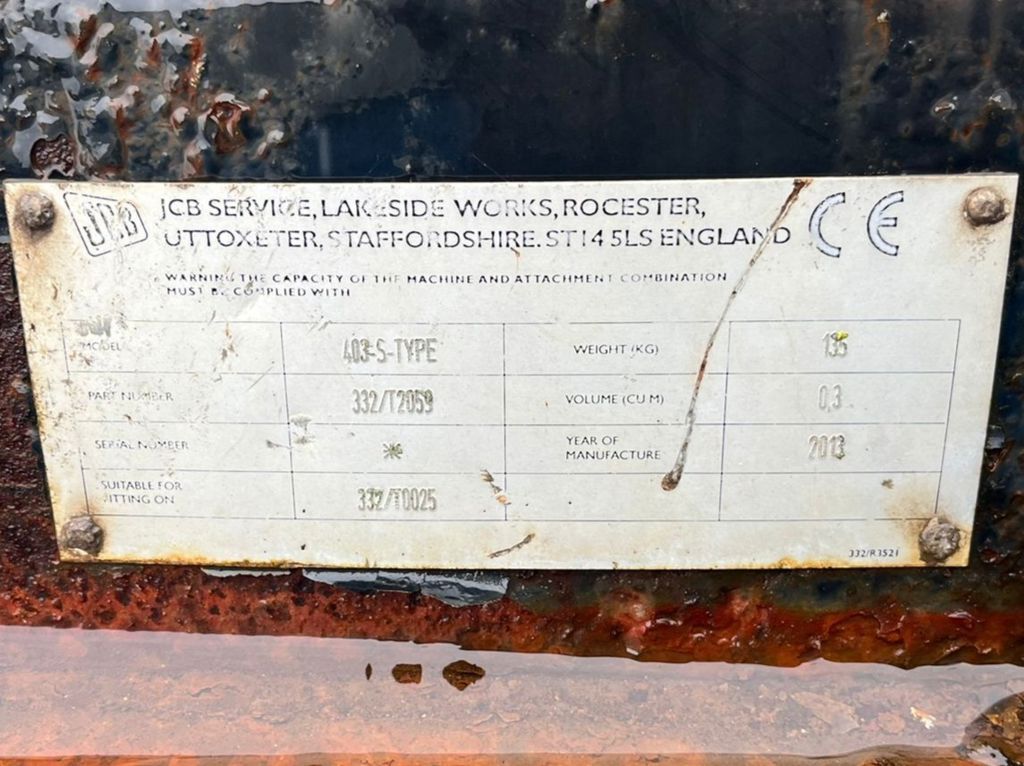 JCB
JCB SERVICE, LAKESIDE WORKS, ROCESTER,
UTTOXETER, STAFFORDSHIRE. ST14 5LS ENGLAND
CE
WARNING THE CAPACITY OF THE MACHINE AND ATTACHMENT COMBINATION
MUST BE COMPLIED WITH
MODEL 403-S-TYPE WEIGHT (KG) 135
PART NUMBER 332/T2059 VOLUME (CU M) 0,3
SERIAL NUMBER * YEAR OF
MANUFACTURE 2013
SUITABLE FOR
FITTING ON 332/T0025
332/R3521